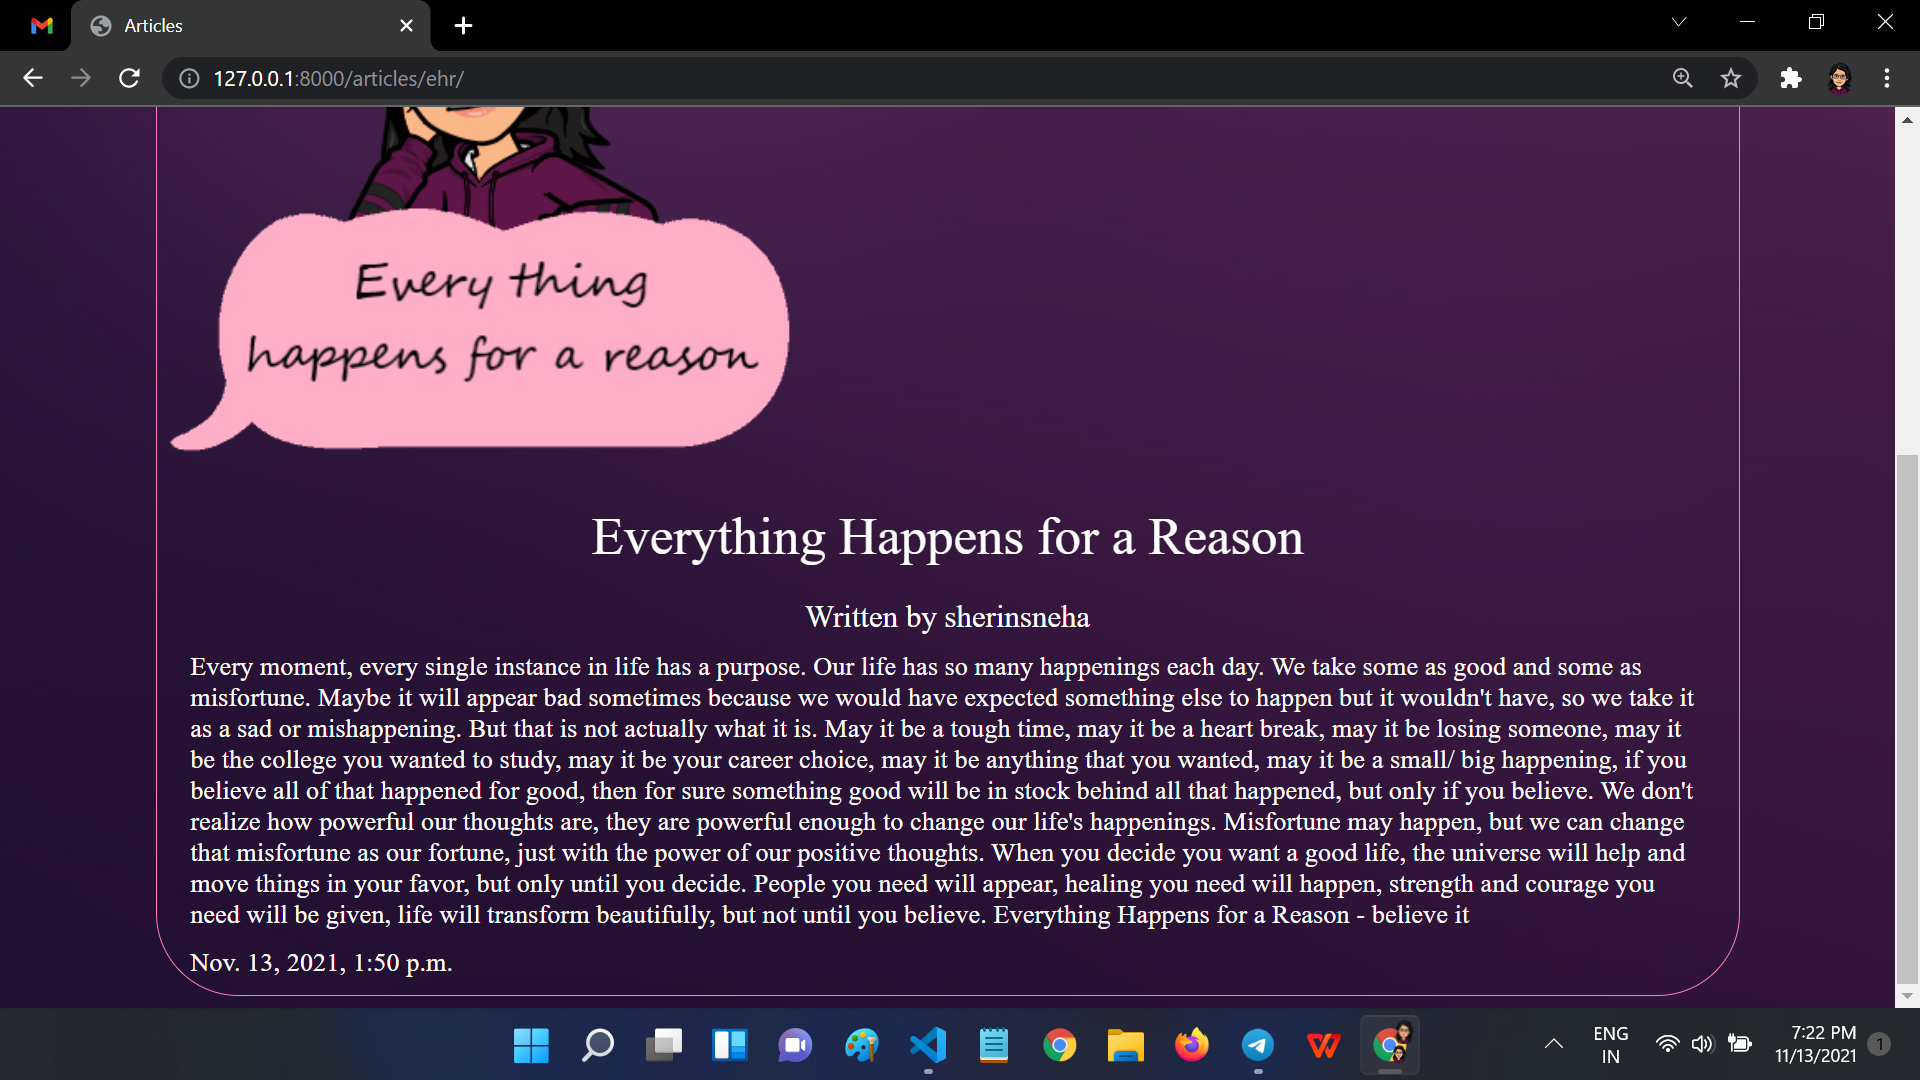 Articles
127.0.0.1:8000/articles/ehr/
Every thing
happens for a reason
Everything Happens for a Reason
Written by sherinsneha
Every moment, every single instance in life has a purpose. Our life has so many happenings each day. We take some as good and some as
misfortune. Maybe it will appear bad sometimes because we would have expected something else to happen but it wouldn't have, so we take it
as a sad or mishappening. But that is not actually what it is. May it be a tough time, may it be a heart break, may it be losing someone, may it
be the college you wanted to study, may it be your career choice, may it be anything that you wanted, may it be a small/ big happening, if you
believe all of that happened for good, then for sure something good will be in stock behind all that happened, but only if you believe. We don't
realize how powerful our thoughts are, they are powerful enough to change our life's happenings. Misfortune may happen, but we can change
that misfortune as our fortune, just with the power of our positive thoughts. When you decide you want a good life, the universe will help and
move things in your favor, but only until you decide. People you need will appear, healing you need will happen, strength and courage you
need will be given, life will transform beautifully, but not until you believe. Everything Happens for a Reason - believe it
Nov. 13, 2021, 1:50 p.m.
ENG
IN
7:22 PM
11/13/2021
1